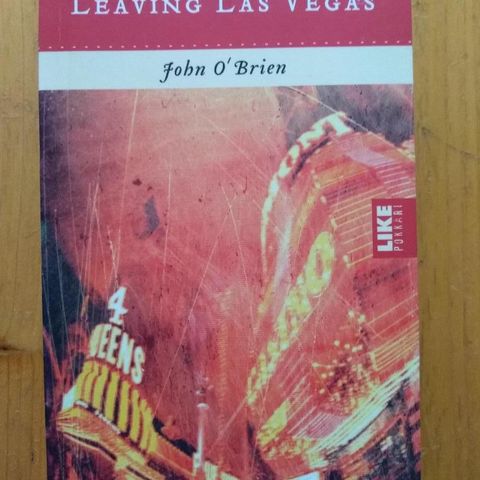 LEAVING LAS VEGAS
John O'Brien
LIKE
POKKARI
4
QUEENS